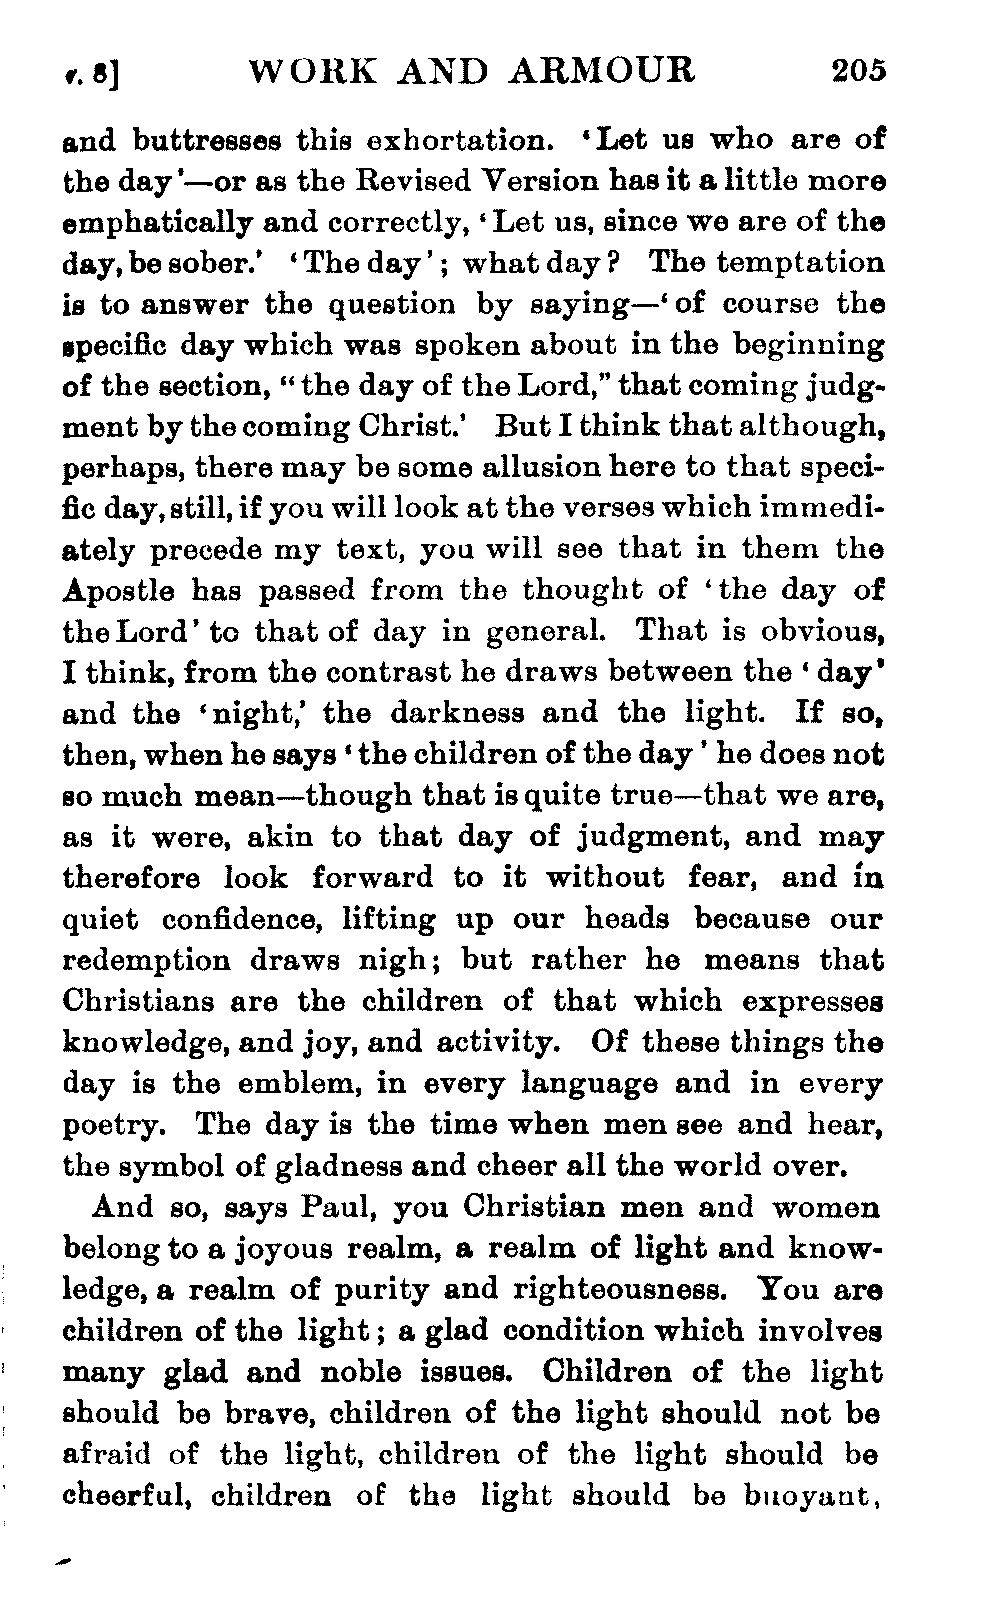 v. 8] WORK AND ARMOUR 205
and buttresses this exhortation. ‘Let us who are of
the day’—or as the Revised Version has it a little more
emphatically and correctly, ‘Let us, since we are of the
day, be sober.’ ‘The day’; what day? The temptation
is to answer the question by saying—‘of course the
specific day which was spoken about in the beginning
of the section, “the day of the Lord,” that coming judg-
ment by the coming Christ.’ But I think that although,
perhaps, there may be some allusion here to that speci-
fic day, still, if you will look at the verses which immedi-
ately precede my text, you will see that in them the
Apostle has passed from the thought of ‘the day of
the Lord’ to that of day in general. That is obvious,
I think, from the contrast he draws between the ‘day’
and the ‘night,’ the darkness and the light. If so,
then, when he says ‘the children of the day’ he does not
so much mean—though that is quite true—that we are,
as it were, akin to that day of judgment, and may
therefore look forward to it without fear, and in
quiet confidence, lifting up our heads because our
redemption draws nigh; but rather he means that
Christians are the children of that which expresses
knowledge, and joy, and activity. Of these things the
day is the emblem, in every language and in every
poetry. The day is the time when men see and hear,
the symbol of gladness and cheer all the world over.
And so, says Paul, you Christian men and women
belong to a joyous realm, a realm of light and know-
ledge, a realm of purity and righteousness. You are
children of the light; a glad condition which involves
many glad and noble issues. Children of the light
should be brave, children of the light should not be
afraid of the light, children of the light should be
cheerful, children of the light should be buoyant,